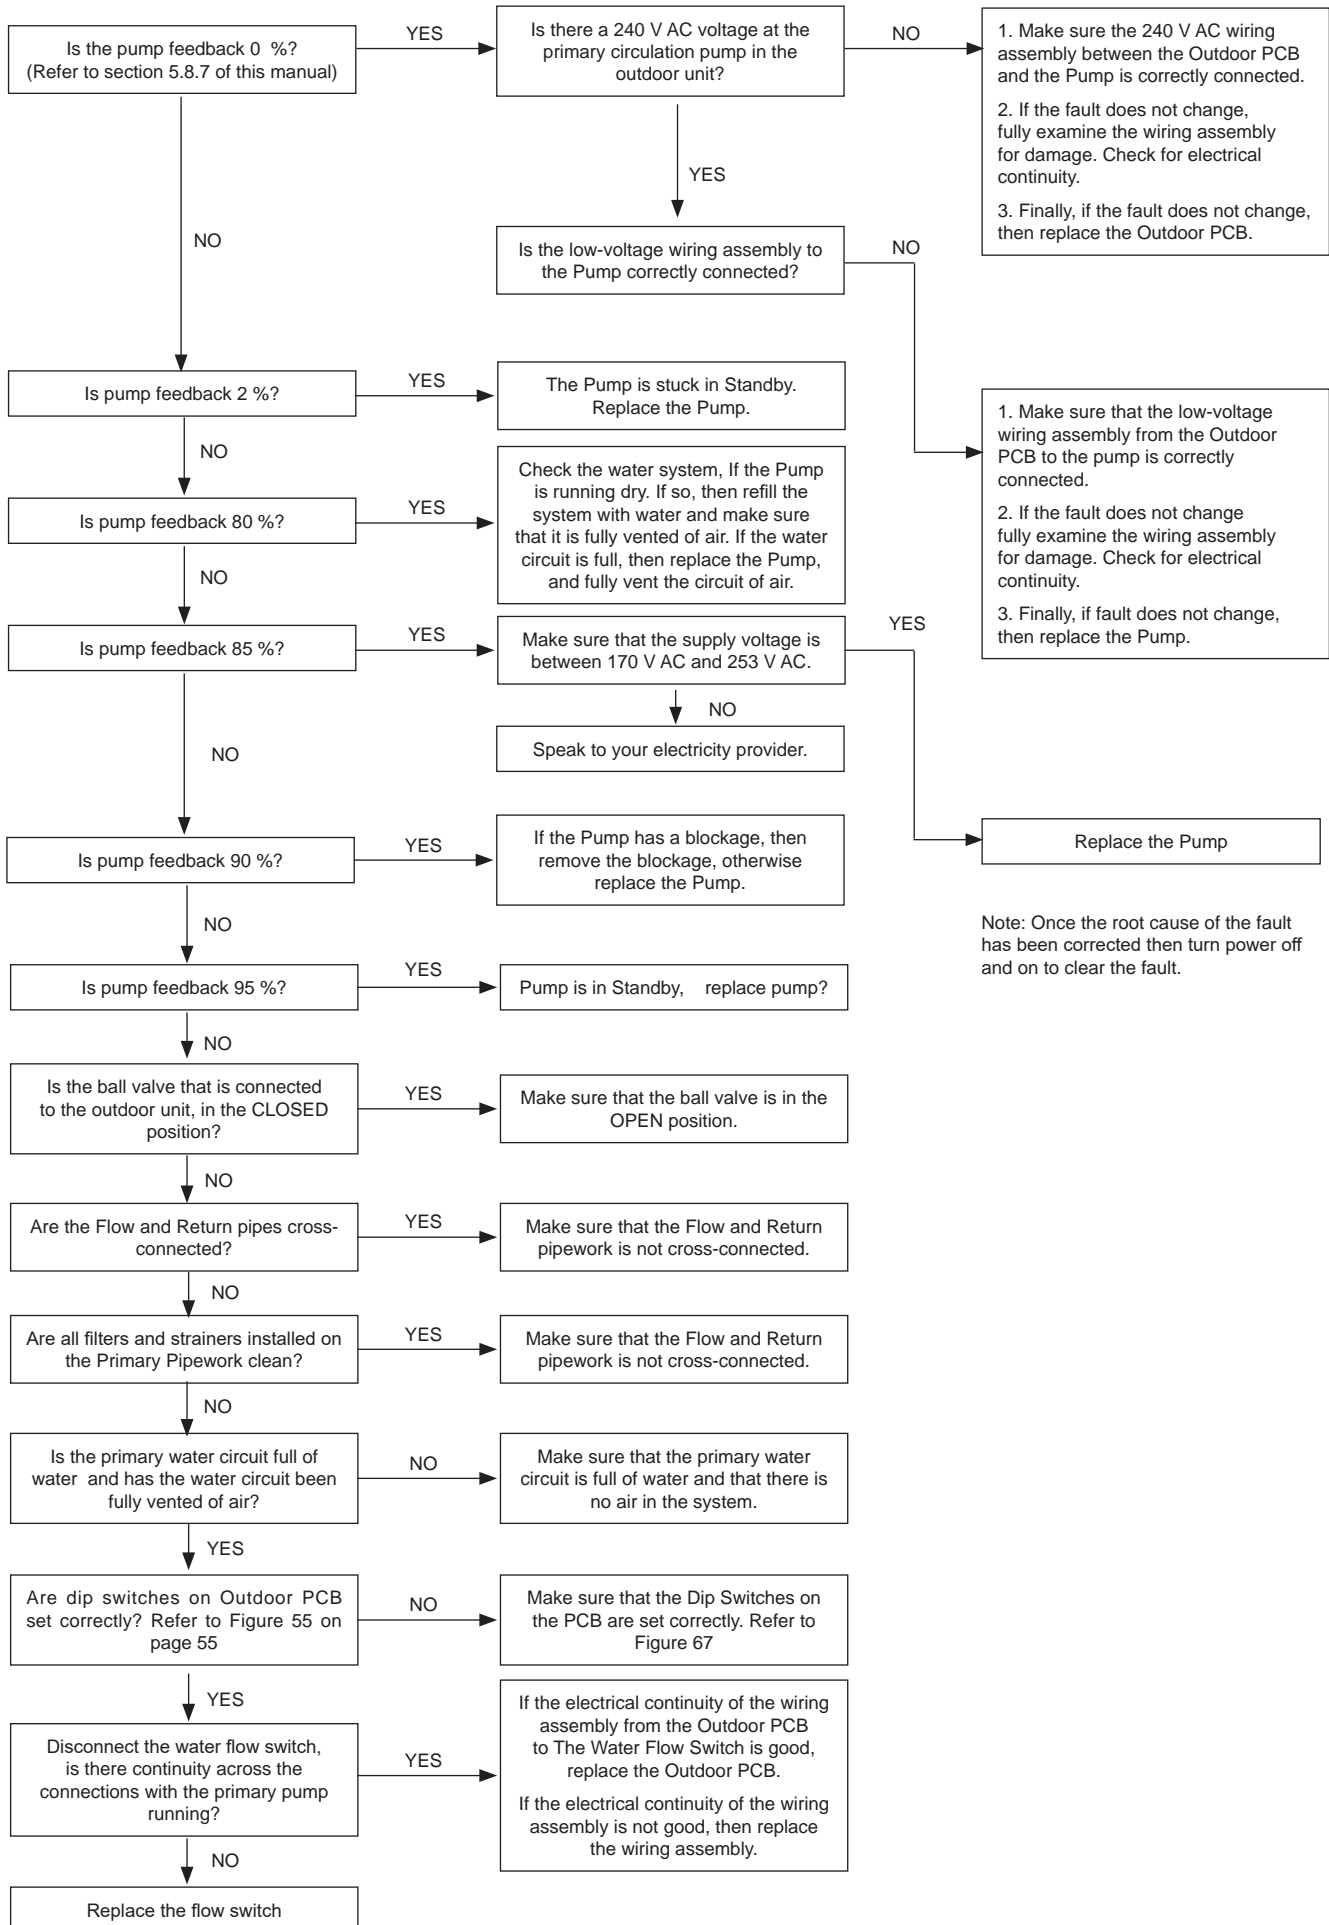 Is the pump feedback 0 %?
(Refer to section 5.8.7 of this manual)
YES
Is there a 240 V AC voltage at the
primary circulation pump in the
outdoor unit?
NO
1. Make sure the 240 V AC wiring
assembly between the Outdoor PCB
and the Pump is correctly connected.
2. If the fault does not change,
fully examine the wiring assembly
for damage. Check for electrical
continuity.
3. Finally, if the fault does not change,
then replace the Outdoor PCB.
YES
NO
Is the low-voltage wiring assembly to
the Pump correctly connected?
NO
1. Make sure that the low-voltage
wiring assembly from the Outdoor
PCB to the pump is correctly
connected.
2. If the fault does not change
fully examine the wiring assembly
for damage. Check for electrical
continuity.
3. Finally, if fault does not change,
then replace the Pump.
Is pump feedback 2 %?
YES
The Pump is stuck in Standby.
Replace the Pump.
NO
Is pump feedback 80 %?
YES
Check the water system, If the Pump
is running dry. If so, then refill the
system with water and make sure
that it is fully vented of air. If the water
circuit is full, then replace the Pump,
and fully vent the circuit of air.
NO
Is pump feedback 85 %?
YES
Make sure that the supply voltage is
between 170 V AC and 253 V AC.
YES
NO
Speak to your electricity provider.
Replace the Pump
NO
Is pump feedback 90 %?
YES
If the Pump has a blockage, then
remove the blockage, otherwise
replace the Pump.
Note: Once the root cause of the fault
has been corrected then turn power off
and on to clear the fault.
NO
Is pump feedback 95 %?
YES
Pump is in Standby, replace pump?
NO
Is the ball valve that is connected
to the outdoor unit, in the CLOSED
position?
YES
Make sure that the ball valve is in the
OPEN position.
NO
Are the Flow and Return pipes cross-
connected?
YES
Make sure that the Flow and Return
pipework is not cross-connected.
NO
Are all filters and strainers installed on
the Primary Pipework clean?
YES
Make sure that the Flow and Return
pipework is not cross-connected.
NO
Is the primary water circuit full of
water and has the water circuit been
fully vented of air?
NO
Make sure that the primary water
circuit is full of water and that there is
no air in the system.
YES
Are dip switches on Outdoor PCB
set correctly? Refer to Figure 55 on
page 55
NO
Make sure that the Dip Switches on
the PCB are set correctly. Refer to
Figure 67
YES
Disconnect the water flow switch,
is there continuity across the
connections with the primary pump
running?
YES
If the electrical continuity of the wiring
assembly from the Outdoor PCB
to The Water Flow Switch is good,
replace the Outdoor PCB.
If the electrical continuity of the wiring
assembly is not good, then replace
the wiring assembly.
NO
Replace the flow switch